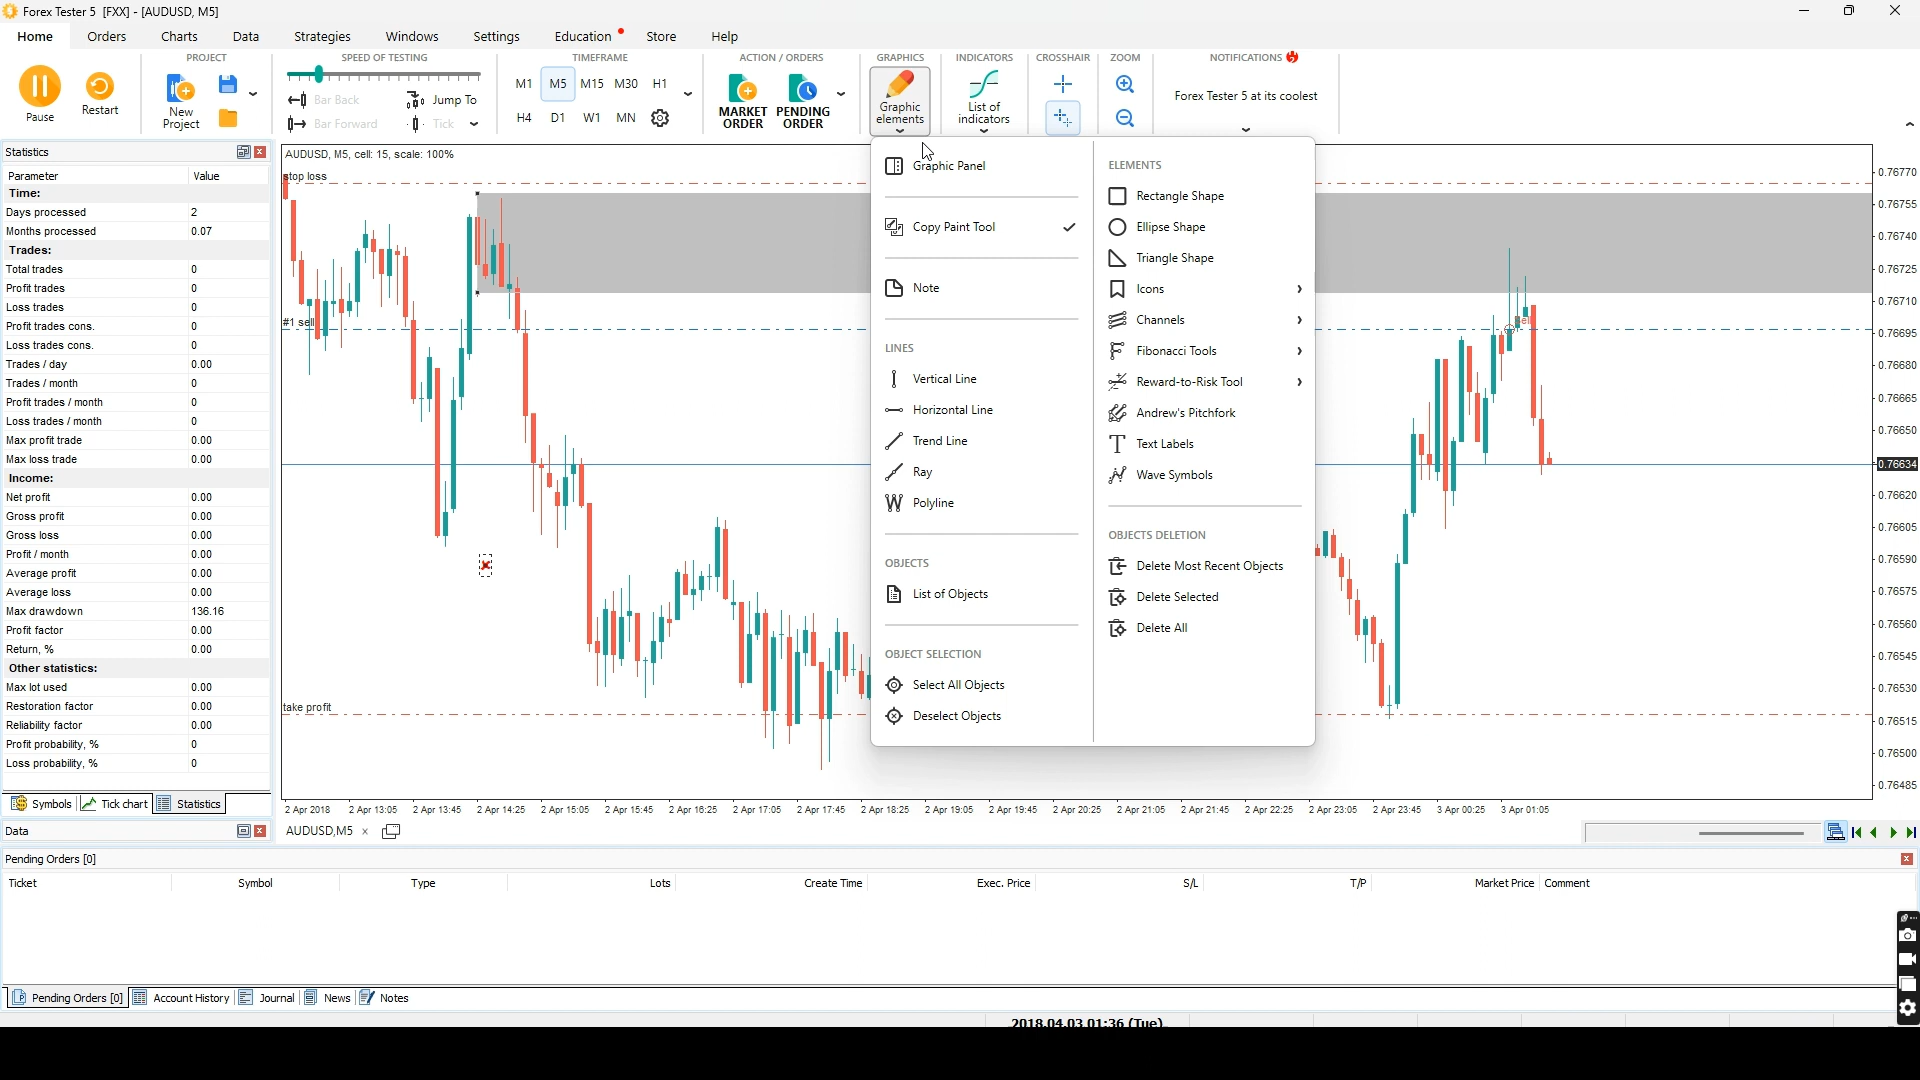 Forex Tester 5 [FXX] - [AUDUSD, M5]
Home Orders Charts Data Strategies Windows Settings Education Store Help
PROJECT SPEED OF TESTING TIMEFRAME ACTION / ORDERS GRAPHICS INDICATORS CROSSHAIR ZOOM NOTIFICATIONS
Pause
Restart
New
Project
Bar Back
Jump To
Bar Forward
Tick
M1 M5 M15 M30 H1
H4 D1 W1 MN
MARKET
ORDER
PENDING
ORDER
Graphic
elements
List of
indicators
Forex Tester 5 at its coolest
Statistics
Parameter Value
Time:
Days processed 2
Months processed 0.07
Trades:
Total trades 0
Profit trades 0
Loss trades 0
Profit trades cons. 0
Loss trades cons. 0
Trades / day 0.00
Trades / month 0
Profit trades / month 0
Loss trades / month 0
Max profit trade 0.00
Max loss trade 0.00
Income:
Net profit 0.00
Gross profit 0.00
Gross loss 0.00
Profit / month 0.00
Average profit 0.00
Average loss 0.00
Max drawdown 136.16
Profit factor 0.00
Return, % 0.00
Other statistics:
Max lot used 0.00
Restoration factor 0.00
Reliability factor 0.00
Profit probability, % 0
Loss probability, % 0
Symbols Tick chart Statistics
Data
AUDUSD, M5, cell: 15, scale: 100%
stop loss
#1 sell
take profit
Sell
Graphic Panel
Copy Paint Tool
Note
LINES
Vertical Line
Horizontal Line
Trend Line
Ray
Polyline
OBJECTS
List of Objects
OBJECT SELECTION
Select All Objects
Deselect Objects
ELEMENTS
Rectangle Shape
Ellipse Shape
Triangle Shape
Icons
Channels
Fibonacci Tools
Reward-to-Risk Tool
Andrew's Pitchfork
Text Labels
Wave Symbols
OBJECTS DELETION
Delete Most Recent Objects
Delete Selected
Delete All
0.76770
0.76755
0.76740
0.76725
0.76710
0.76695
0.76680
0.76665
0.76650
0.76634
0.76620
0.76605
0.76590
0.76575
0.76560
0.76545
0.76530
0.76515
0.76500
0.76485
2 Apr 2018 2 Apr 13:05 2 Apr 13:45 2 Apr 14:25 2 Apr 15:05 2 Apr 15:45 2 Apr 16:25 2 Apr 17:05 2 Apr 17:45 2 Apr 18:25 2 Apr 19:05 2 Apr 19:45 2 Apr 20:25 2 Apr 21:05 2 Apr 21:45 2 Apr 22:25 2 Apr 23:05 2 Apr 23:45 3 Apr 00:25 3 Apr 01:05
AUDUSD,M5
Pending Orders [0]
Ticket Symbol Type Lots Create Time Exec. Price S/L T/P Market Price Comment
Pending Orders [0] Account History Journal News Notes
2018.04.03 01:36 (Tue)